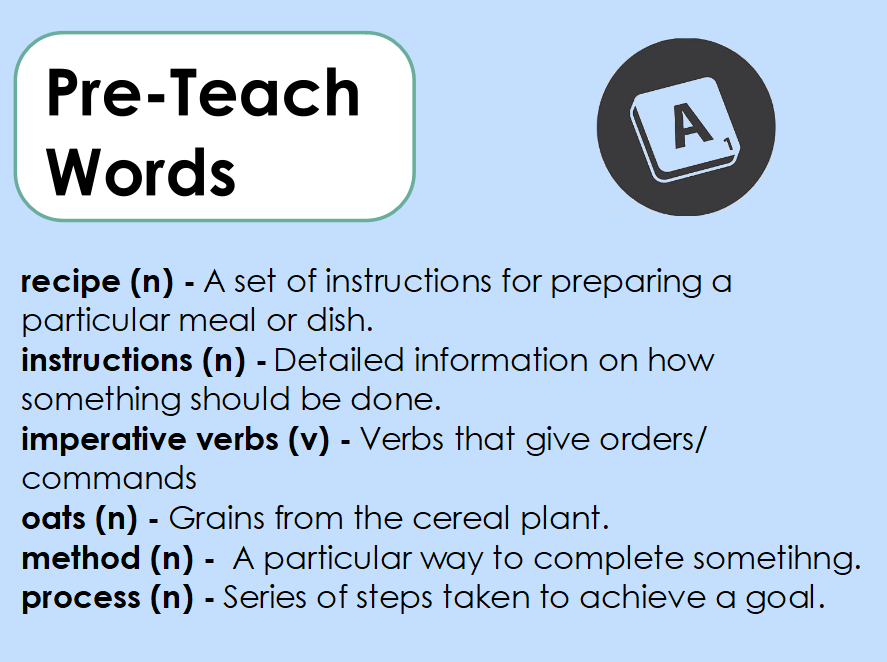 Pre-Teach
Words
A
1
recipe (n) - A set of instructions for preparing a
particular meal or dish.
instructions (n) - Detailed information on how
something should be done.
imperative verbs (v) - Verbs that give orders/
commands
oats (n) - Grains from the cereal plant.
method (n) -  A particular way to complete sometihng.
process (n) - Series of steps taken to achieve a goal.